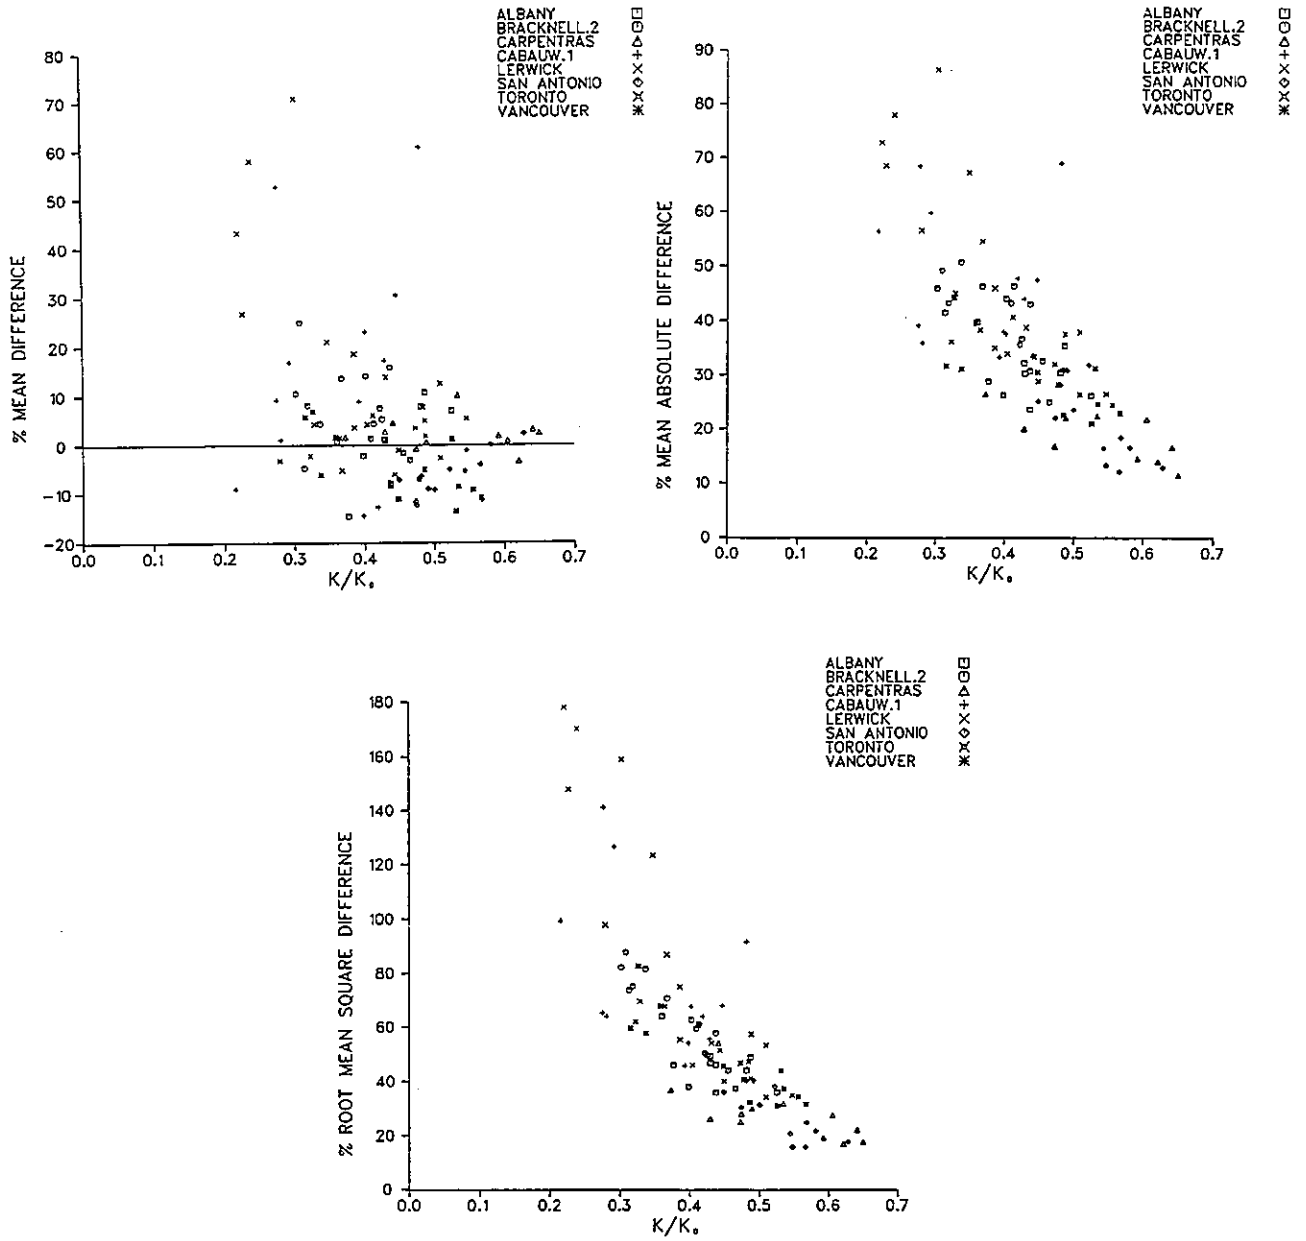 ALBANY
BRACKNELL.2
CARPENTRAS
CABAUW.1
LERWICK
SAN ANTONIO
TORONTO
VANCOUVER
% MEAN DIFFERENCE
80
70
60
50
40
30
20
10
0
-10
-20
0.0 0.1 0.2 0.3 0.4 0.5 0.6 0.7
K/K₀
ALBANY
BRACKNELL.2
CARPENTRAS
CABAUW.1
LERWICK
SAN ANTONIO
TORONTO
VANCOUVER
% MEAN ABSOLUTE DIFFERENCE
90
80
70
60
50
40
30
20
10
0
0.0 0.1 0.2 0.3 0.4 0.5 0.6 0.7
K/K₀
ALBANY
BRACKNELL.2
CARPENTRAS
CABAUW.1
LERWICK
SAN ANTONIO
TORONTO
VANCOUVER
% ROOT MEAN SQUARE DIFFERENCE
180
160
140
120
100
80
60
40
20
0
0.0 0.1 0.2 0.3 0.4 0.5 0.6 0.7
K/K₀